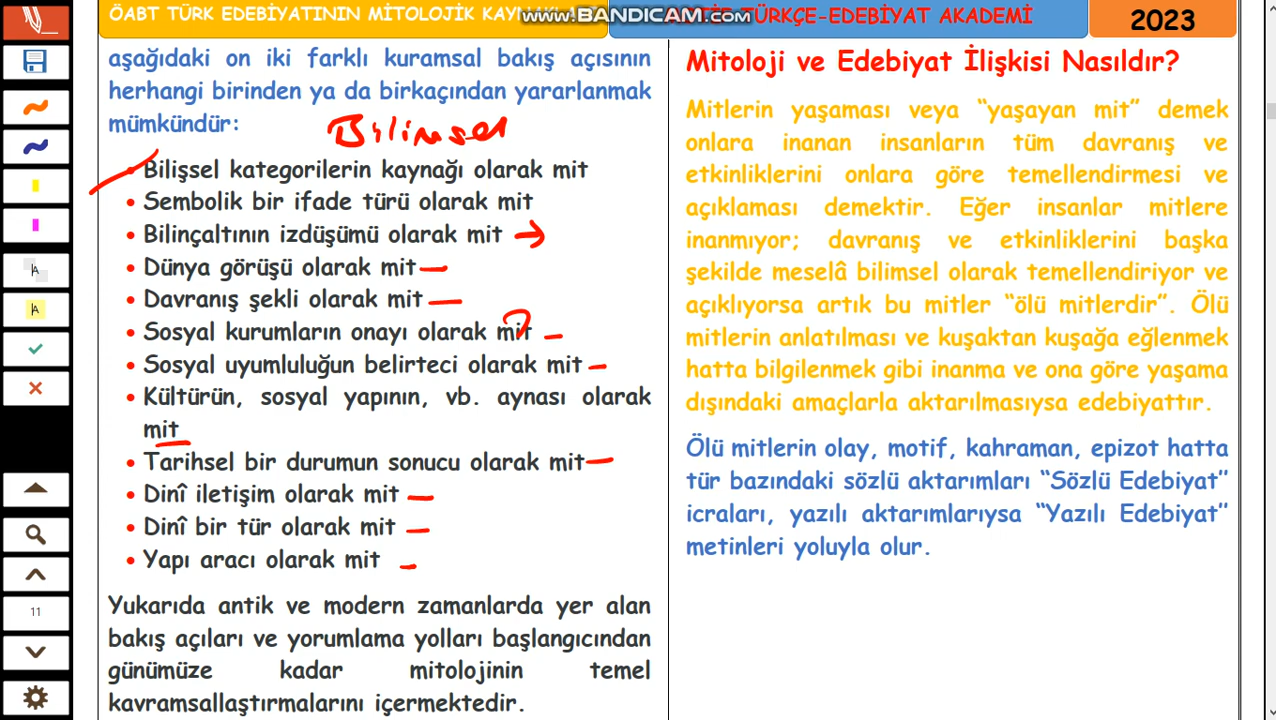 ÖABT TÜRK EDEBİYATININ MİTOLOJİK
www.BANDICAM.com
TÜRKÇE-EDEBİYAT AKADEMİ
2023
aşağıdaki on iki farklı kuramsal bakış açısının
herhangi birinden ya da birkaçından yararlanmak
mümkündür:
Bilimsel
• Bilişsel kategorilerin kaynağı olarak mit
• Sembolik bir ifade türü olarak mit
• Bilinçaltının izdüşümü olarak mit
• Dünya görüşü olarak mit
• Davranış şekli olarak mit
• Sosyal kurumların onayı olarak mit
• Sosyal uyumluluğun belirteci olarak mit
• Kültürün, sosyal yapının, vb. aynası olarak
mit
• Tarihsel bir durumun sonucu olarak mit
• Dinî iletişim olarak mit
• Dinî bir tür olarak mit
• Yapı aracı olarak mit
Yukarıda antik ve modern zamanlarda yer alan
bakış açıları ve yorumlama yolları başlangıcından
günümüze kadar mitolojinin temel
kavramsallaştırmalarını içermektedir.
Mitoloji ve Edebiyat İlişkisi Nasıldır?
Mitlerin yaşaması veya “yaşayan mit” demek
onlara inanan insanların tüm davranış ve
etkinliklerini onlara göre temellendirmesi ve
açıklaması demektir. Eğer insanlar mitlere
inanmıyor; davranış ve etkinliklerini başka
şekilde meselâ bilimsel olarak temellendiriyor ve
açıklıyorsa artık bu mitler “ölü mitlerdir”. Ölü
mitlerin anlatılması ve kuşaktan kuşağa eğlenmek
hatta bilgilenmek gibi inanma ve ona göre yaşama
dışındaki amaçlarla aktarılmasıysa edebiyattır.
Ölü mitlerin olay, motif, kahraman, epizot hatta
tür bazındaki sözlü aktarımları “Sözlü Edebiyat”
icraları, yazılı aktarımlarıysa “Yazılı Edebiyat”
metinleri yoluyla olur.
11